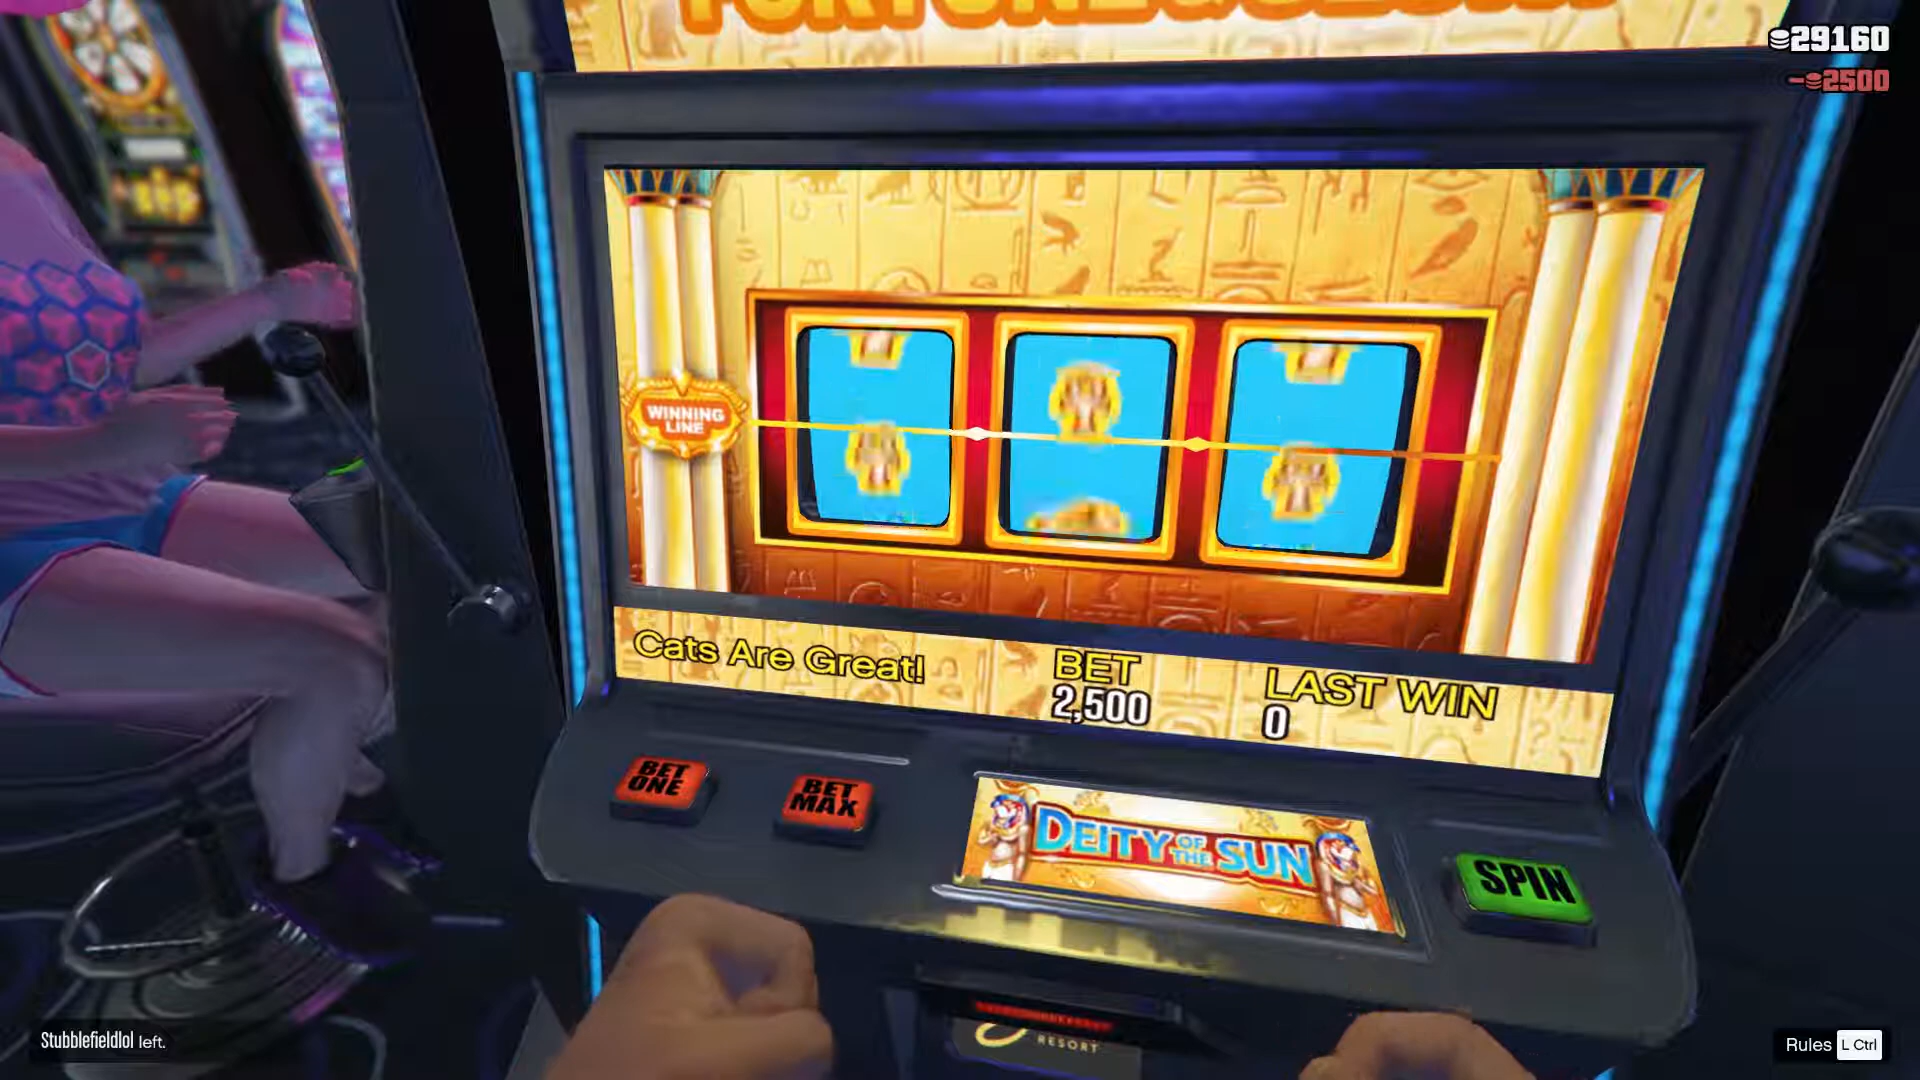 29160
-2500
WINNING
LINE
Cats Are Great!
BET
2,500
LAST WIN
0
BET
ONE
BET
MAX
DEITY OF THE SUN
SPIN
RESORT
Stubblefieldlol left.
Rules L Ctrl